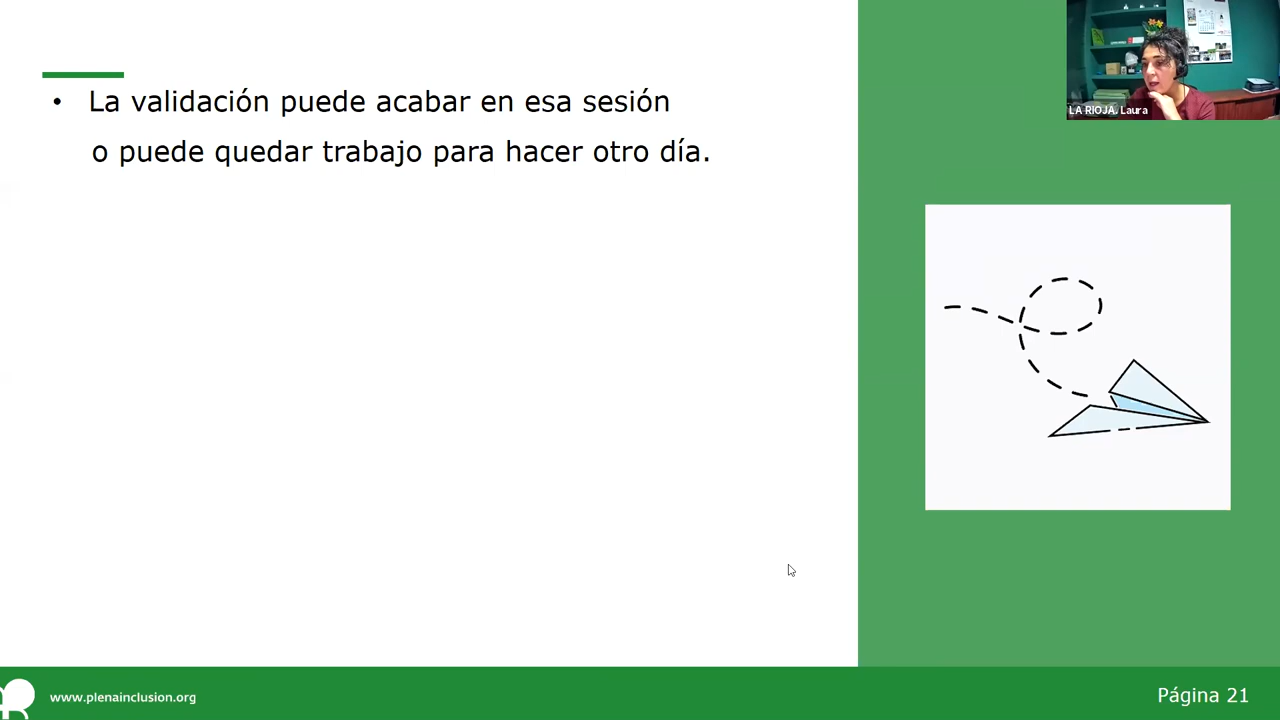 • La validación puede acabar en esa sesión
o puede quedar trabajo para hacer otro día.
LA RIOJA, Laura
www.plenainclusion.org
Página 21